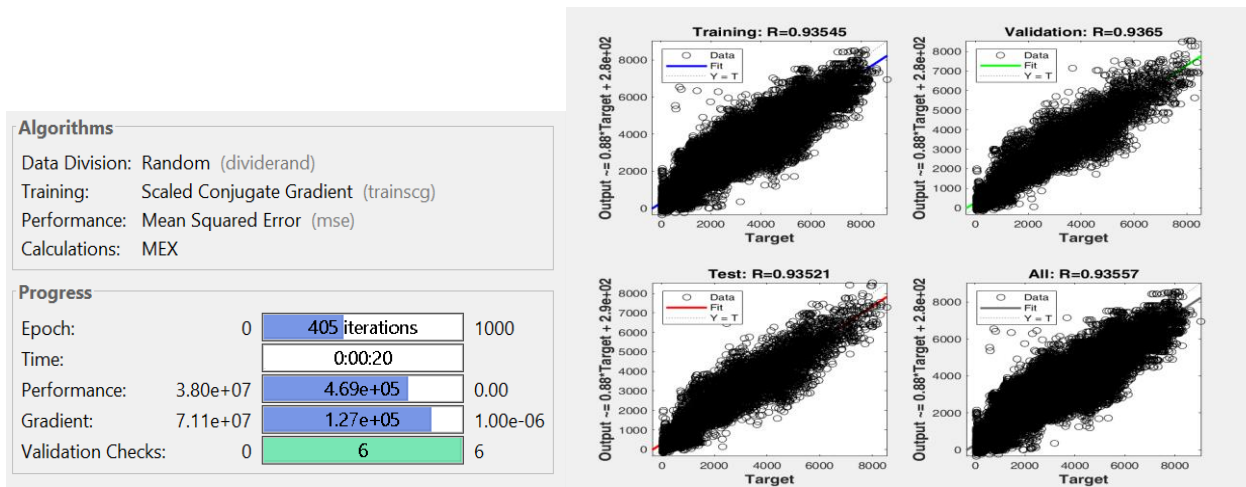 Algorithms
Data Division: Random (dividerand)
Training: Scaled Conjugate Gradient (trainscg)
Performance: Mean Squared Error (mse)
Calculations: MEX
Progress
Epoch: 0 405 iterations 1000
Time: 0:00:20
Performance: 3.80e+07 4.69e+05 0.00
Gradient: 7.11e+07 1.27e+05 1.00e-06
Validation Checks: 0 6 6
Training: R=0.93545
Output ~= 0.88*Target + 2.8e+02
8000
6000
4000
2000
0
Data
Fit
Y = T
0 2000 4000 6000 8000
Target
Validation: R=0.9365
Output ~= 0.88*Target + 2.8e+02
8000
7000
6000
5000
4000
3000
2000
1000
0
Data
Fit
Y = T
0 2000 4000 6000 8000
Target
Test: R=0.93521
Output ~= 0.88*Target + 2.9e+02
8000
7000
6000
5000
4000
3000
2000
1000
0
Data
Fit
Y = T
0 2000 4000 6000 8000
Target
All: R=0.93557
Output ~= 0.88*Target + 2.8e+02
8000
6000
4000
2000
0
Data
Fit
Y = T
0 2000 4000 6000 8000
Target